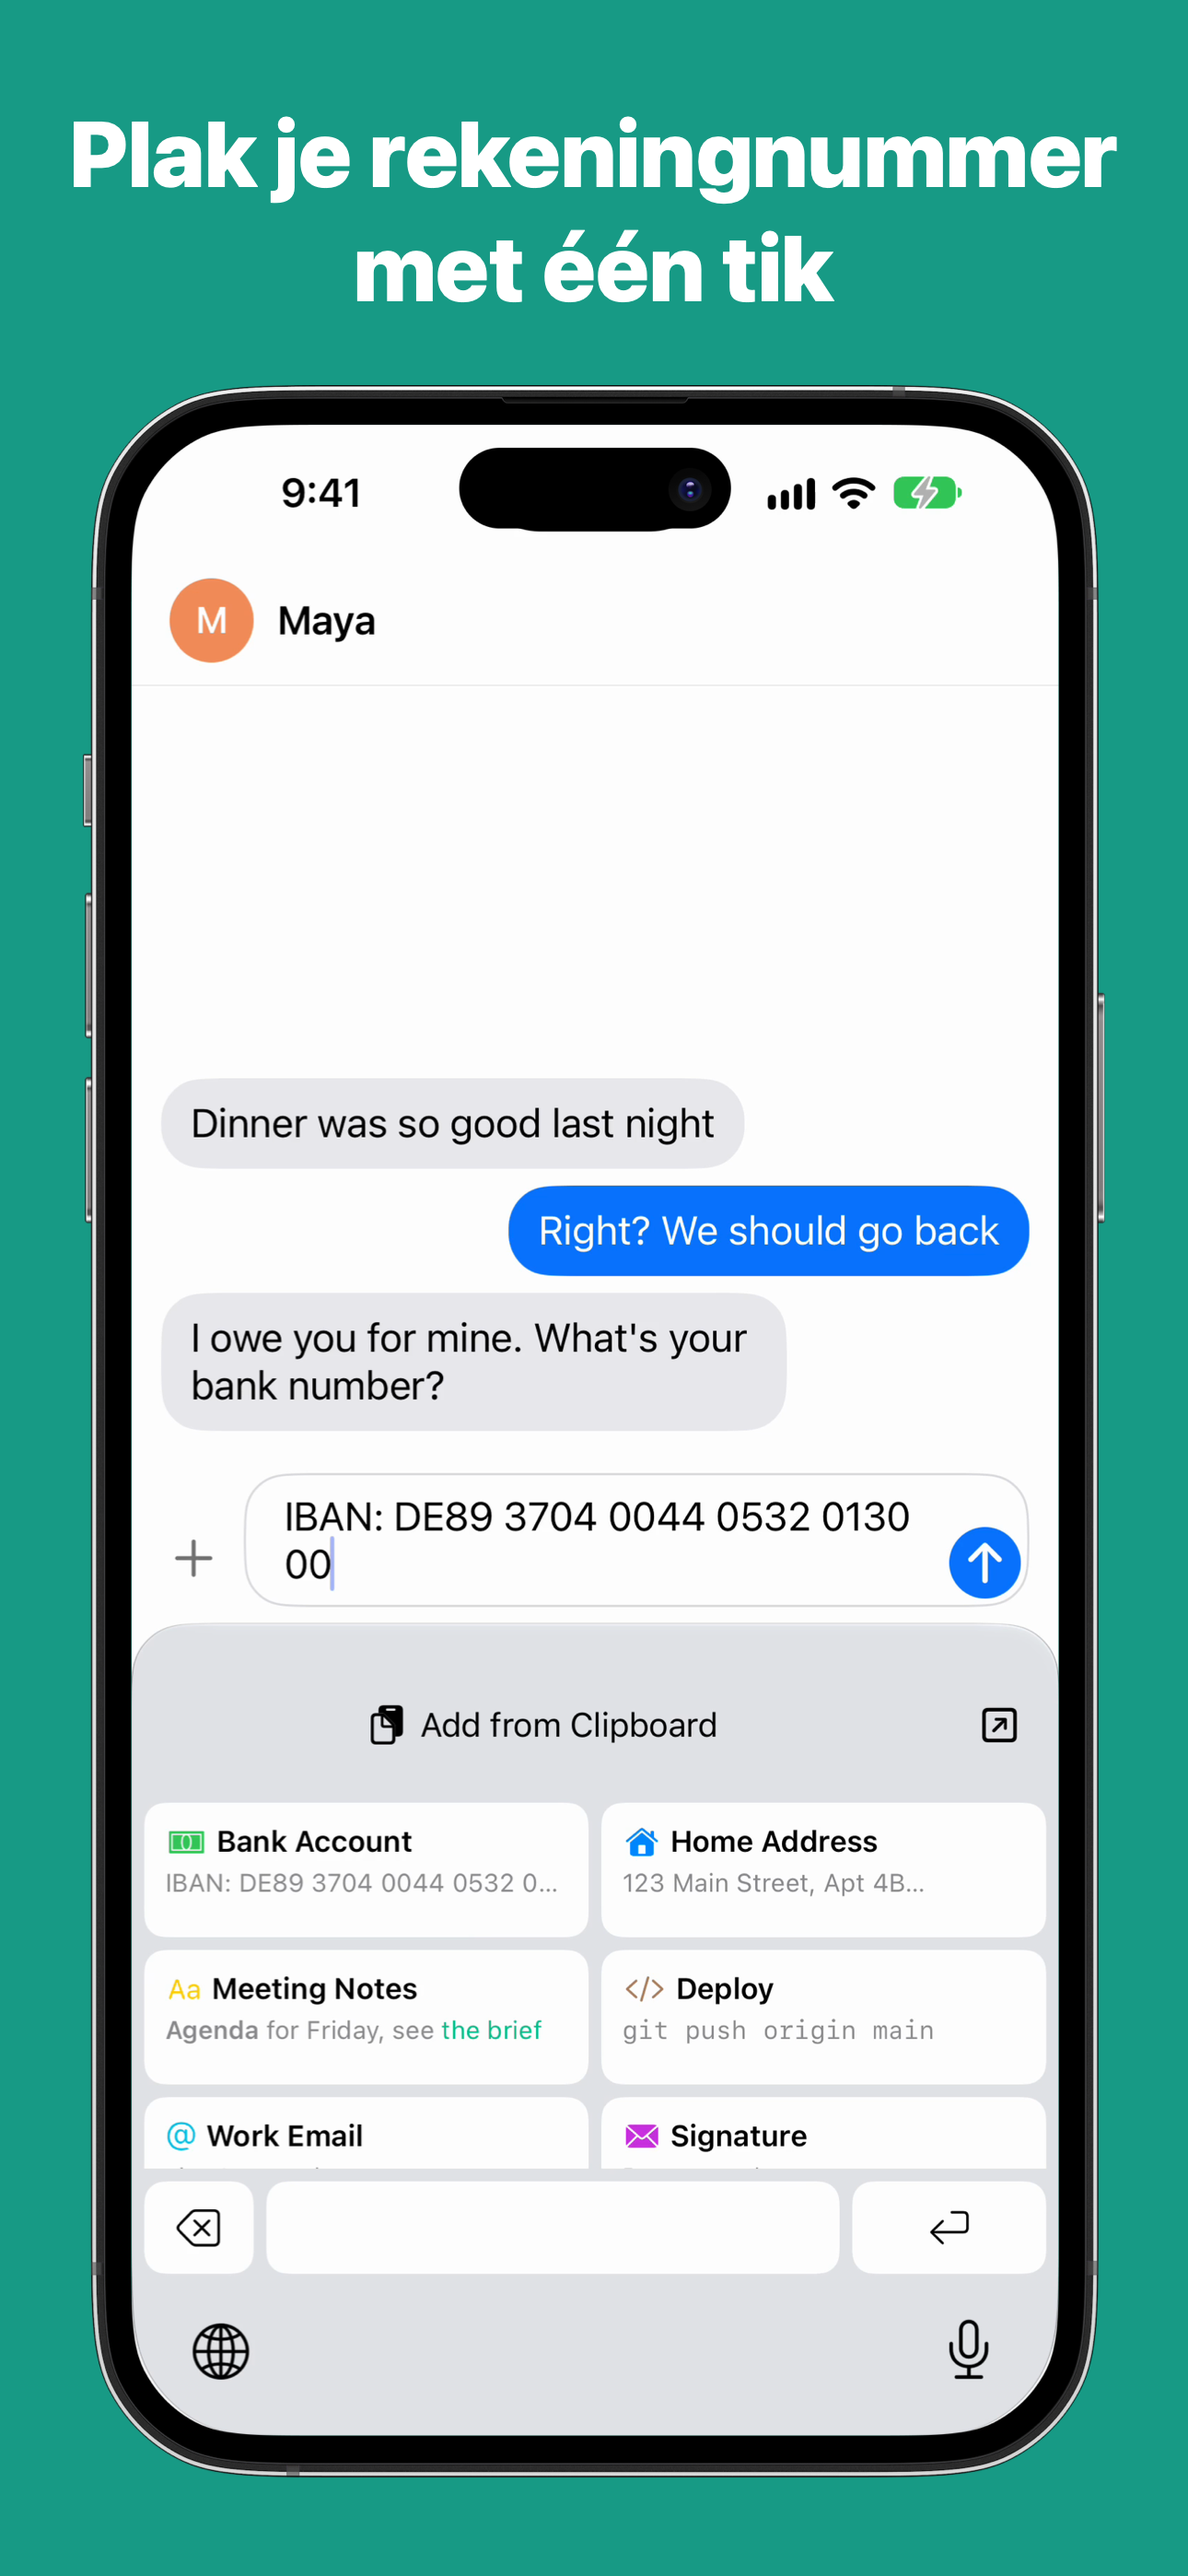 Plak je rekeningnummer
met één tik
9:41
M
Maya
Dinner was so good last night
Right? We should go back
I owe you for mine. What's your
bank number?
IBAN: DE89 3704 0044 0532 0130
00
Add from Clipboard
Bank Account
IBAN: DE89 3704 0044 0532 0...
Home Address
123 Main Street, Apt 4B...
Aa Meeting Notes
Agenda for Friday, see the brief
</> Deploy
git push origin main
@ Work Email
Signature